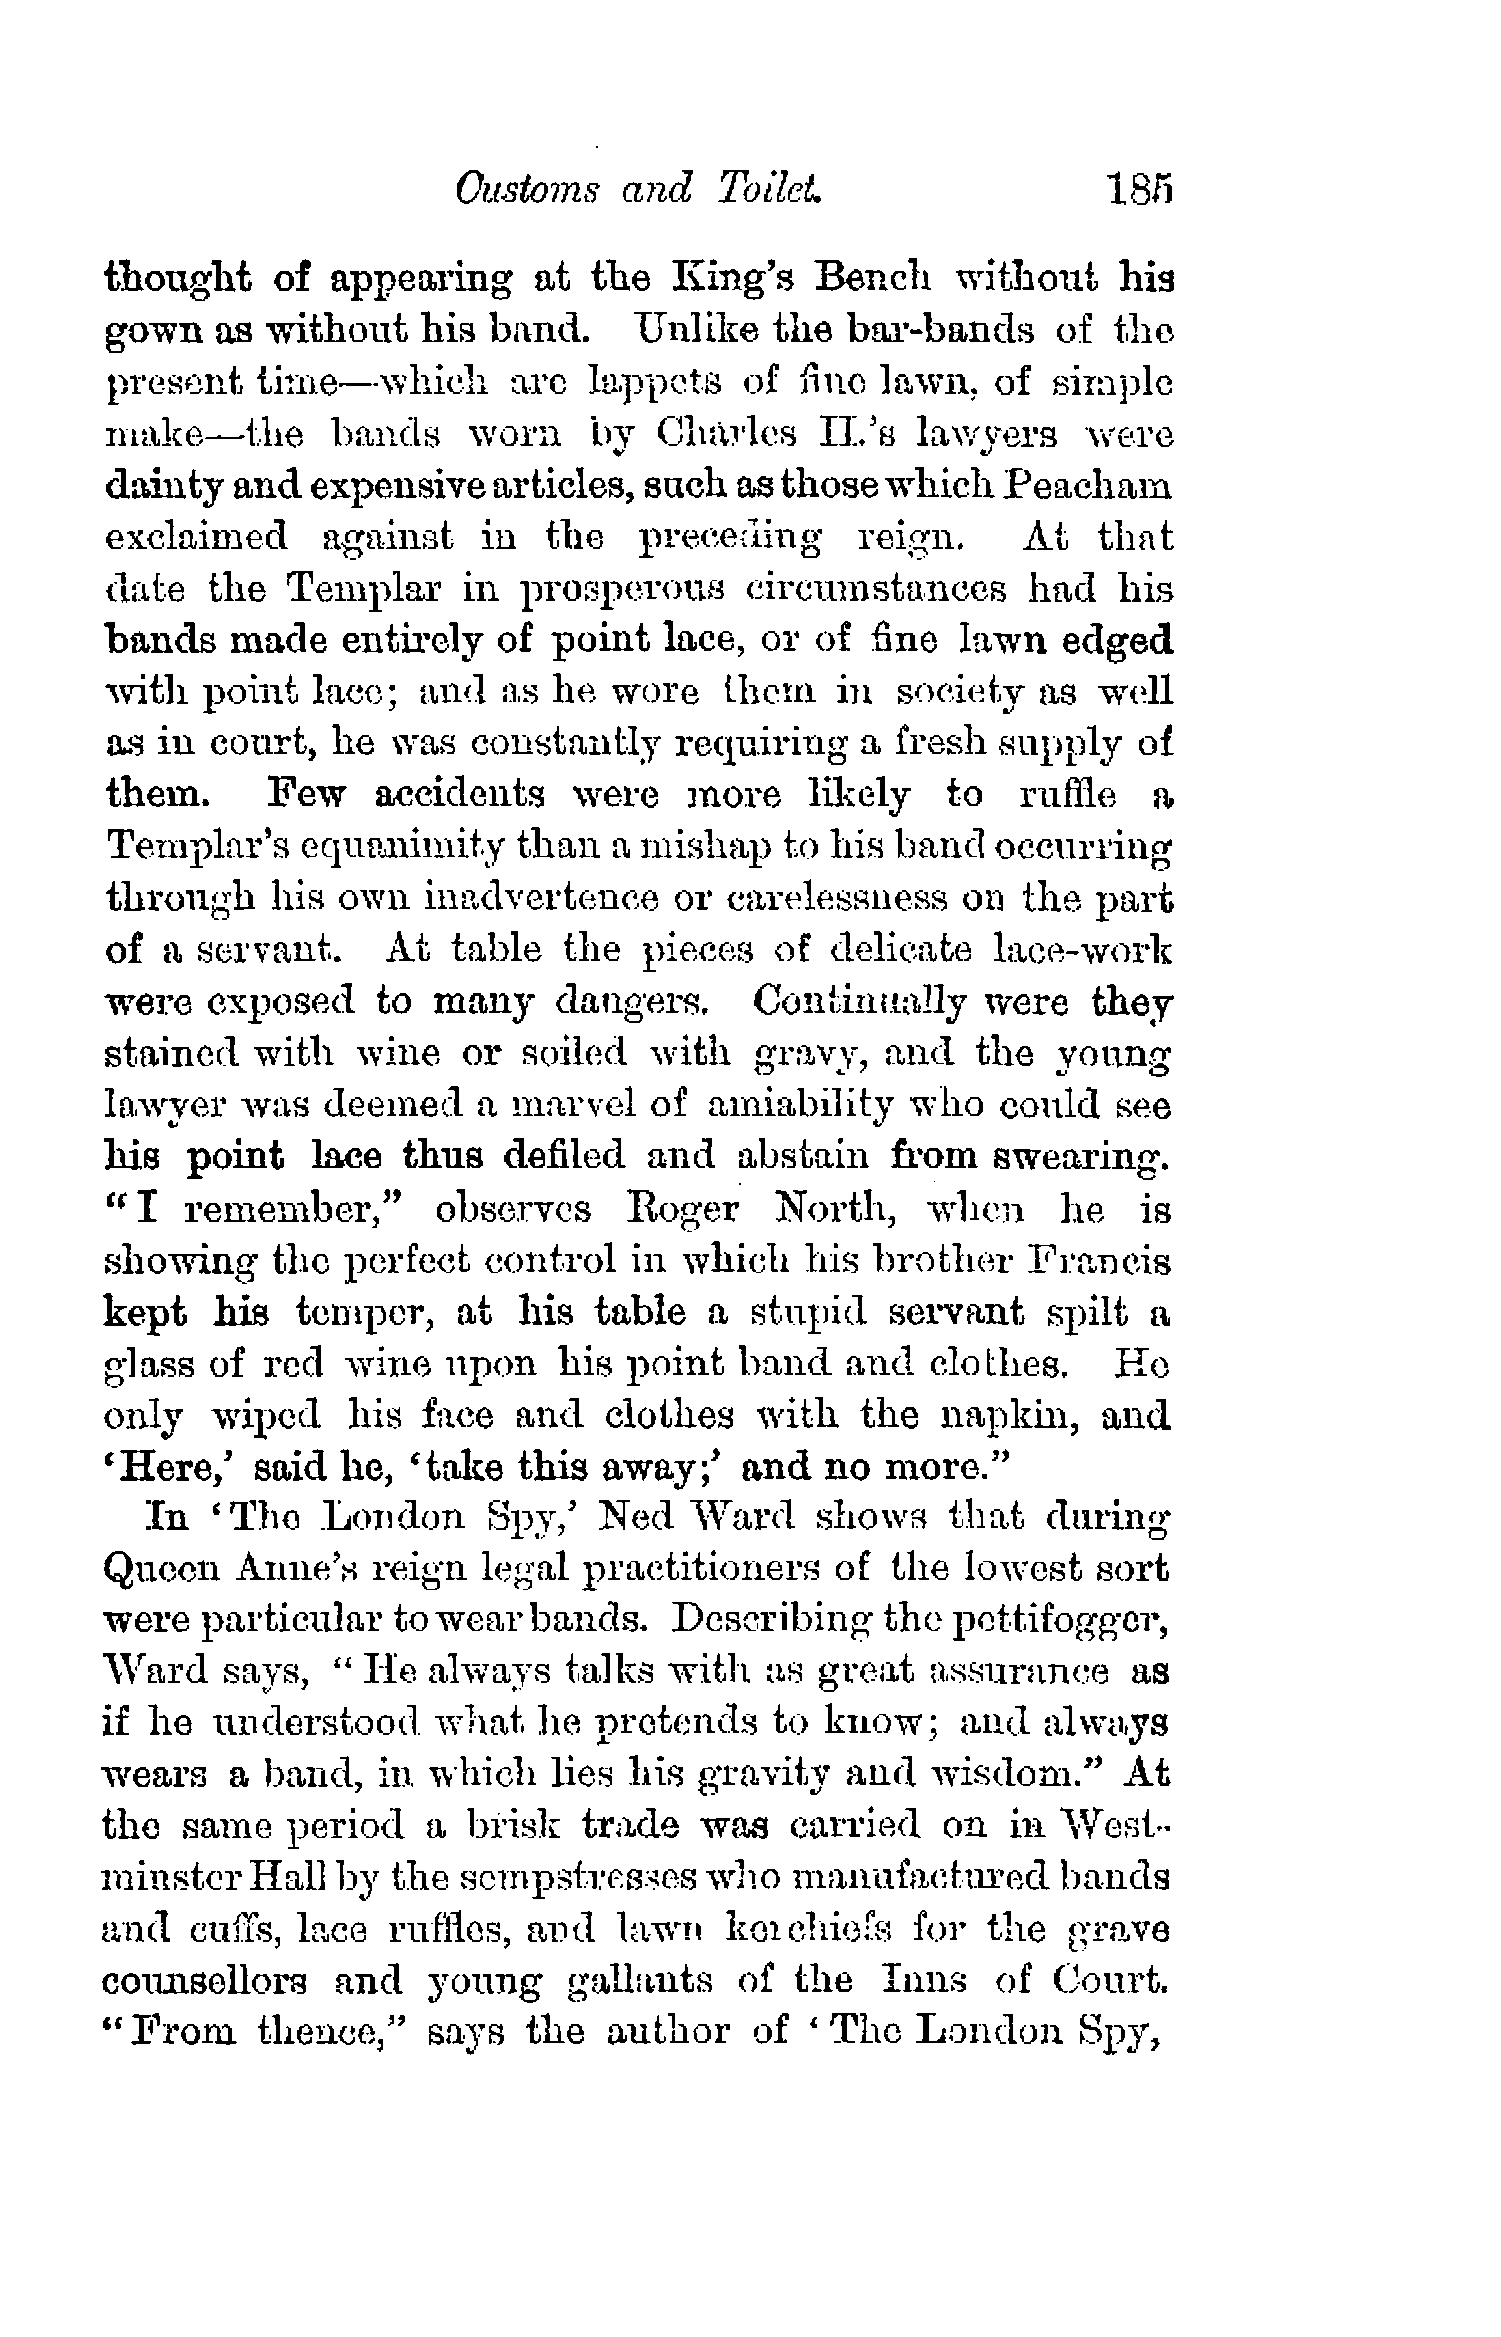 Customs and Toilet. 185
thought of appearing at the King's Bench without his
gown as without his band. Unlike the bar-bands of the
present time—which are lappets of fine lawn, of simple
make—the bands worn by Charles II.'s lawyers were
dainty and expensive articles, such as those which Peacham
exclaimed against in the preceding reign. At that
date the Templar in prosperous circumstances had his
bands made entirely of point lace, or of fine lawn edged
with point lace; and as he wore them in society as well
as in court, he was constantly requiring a fresh supply of
them. Few accidents were more likely to ruffle a
Templar's equanimity than a mishap to his band occurring
through his own inadvertence or carelessness on the part
of a servant. At table the pieces of delicate lace-work
were exposed to many dangers. Continually were they
stained with wine or soiled with gravy, and the young
lawyer was deemed a marvel of amiability who could see
his point lace thus defiled and abstain from swearing.
"I remember," observes Roger North, when he is
showing the perfect control in which his brother Francis
kept his temper, at his table a stupid servant spilt a
glass of red wine upon his point band and clothes. He
only wiped his face and clothes with the napkin, and
'Here,' said he, 'take this away;' and no more."
In 'The London Spy,' Ned Ward shows that during
Queen Anne's reign legal practitioners of the lowest sort
were particular to wear bands. Describing the pettifogger,
Ward says, "He always talks with as great assurance as
if he understood what he pretends to know; and always
wears a band, in which lies his gravity and wisdom." At
the same period a brisk trade was carried on in West-
minster Hall by the sempstresses who manufactured bands
and cuffs, lace ruffles, and lawn kerchiefs for the grave
counsellors and young gallants of the Inns of Court.
"From thence," says the author of 'The London Spy,